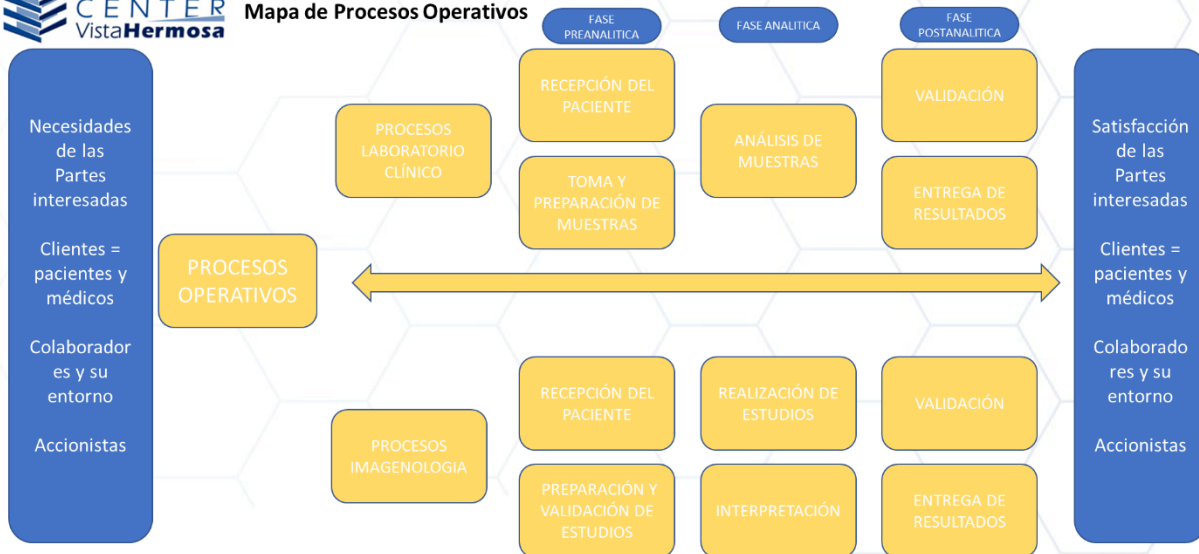 CENTER
VistaHermosa
Mapa de Procesos Operativos
FASE
PREANALITICA
FASE ANALITICA
FASE
POSTANALITICA
Necesidades
de las
Partes
interesadas
Clientes =
pacientes y
médicos
Colaborador
es y su
entorno
Accionistas
PROCESOS
OPERATIVOS
PROCESOS
LABORATORIO
CLÍNICO
RECEPCIÓN DEL
PACIENTE
TOMA Y
PREPARACIÓN DE
MUESTRAS
ANÁLISIS DE
MUESTRAS
VALIDACIÓN
ENTREGA DE
RESULTADOS
PROCESOS
IMAGENOLOGIA
RECEPCIÓN DEL
PACIENTE
PREPARACIÓN Y
VALIDACIÓN DE
ESTUDIOS
REALIZACIÓN DE
ESTUDIOS
INTERPRETACIÓN
VALIDACIÓN
ENTREGA DE
RESULTADOS
Satisfacción
de las
Partes
interesadas
Clientes =
pacientes y
médicos
Colaborado
res y su
entorno
Accionistas